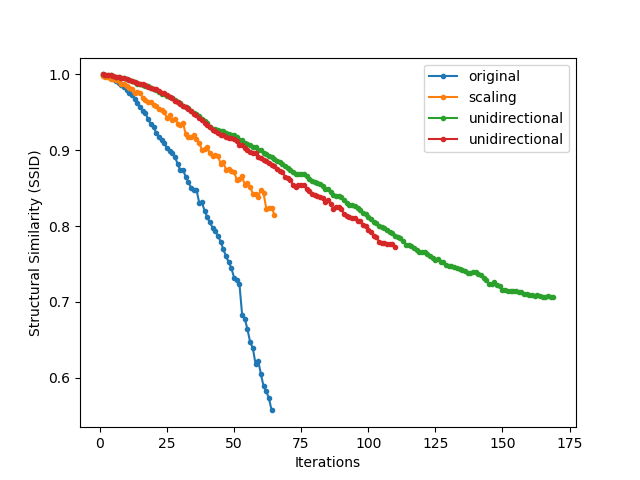 original
scaling
unidirectional
unidirectional
1.0
0.9
0.8
0.7
0.6
Structural Similarity (SSID)
0 25 50 75 100 125 150 175
Iterations